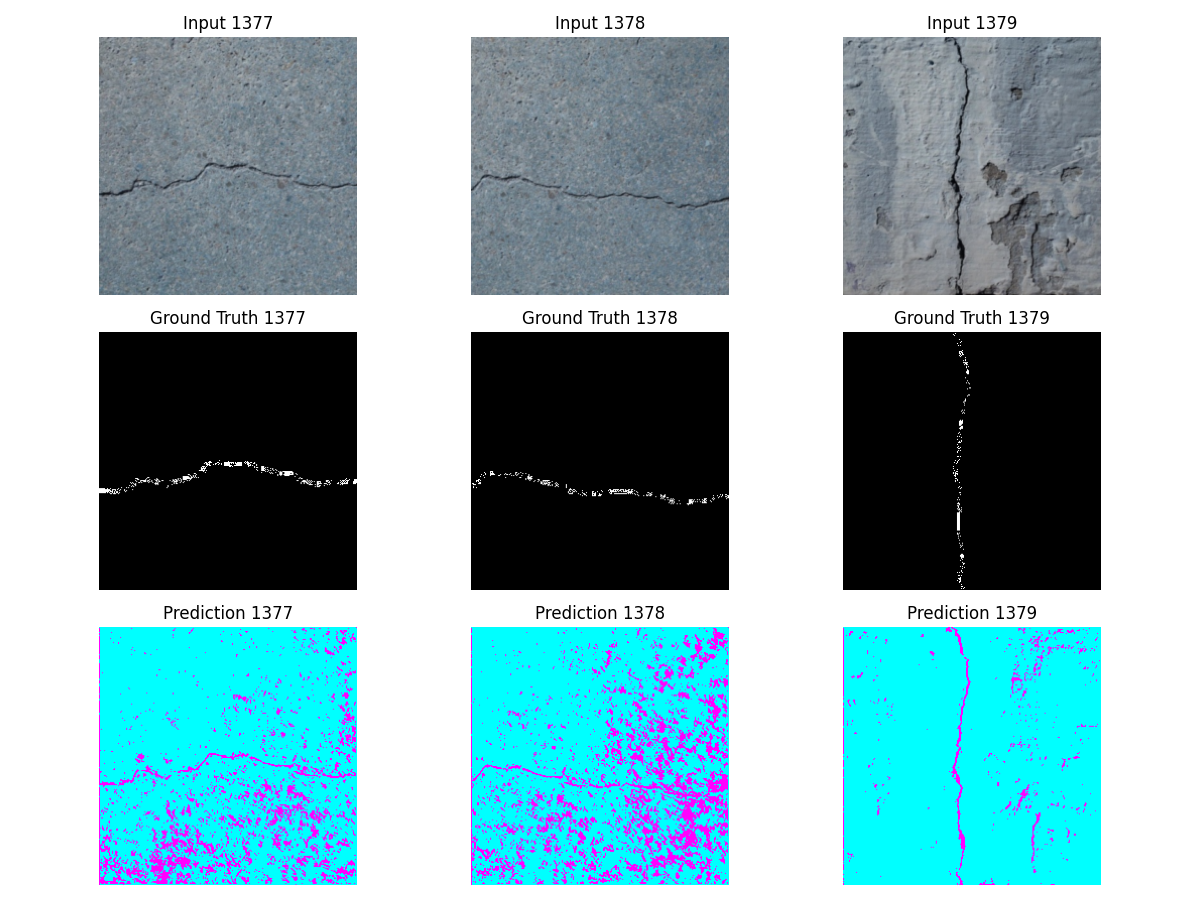 Input 1377
Input 1378
Input 1379
Ground Truth 1377
Ground Truth 1378
Ground Truth 1379
Prediction 1377
Prediction 1378
Prediction 1379